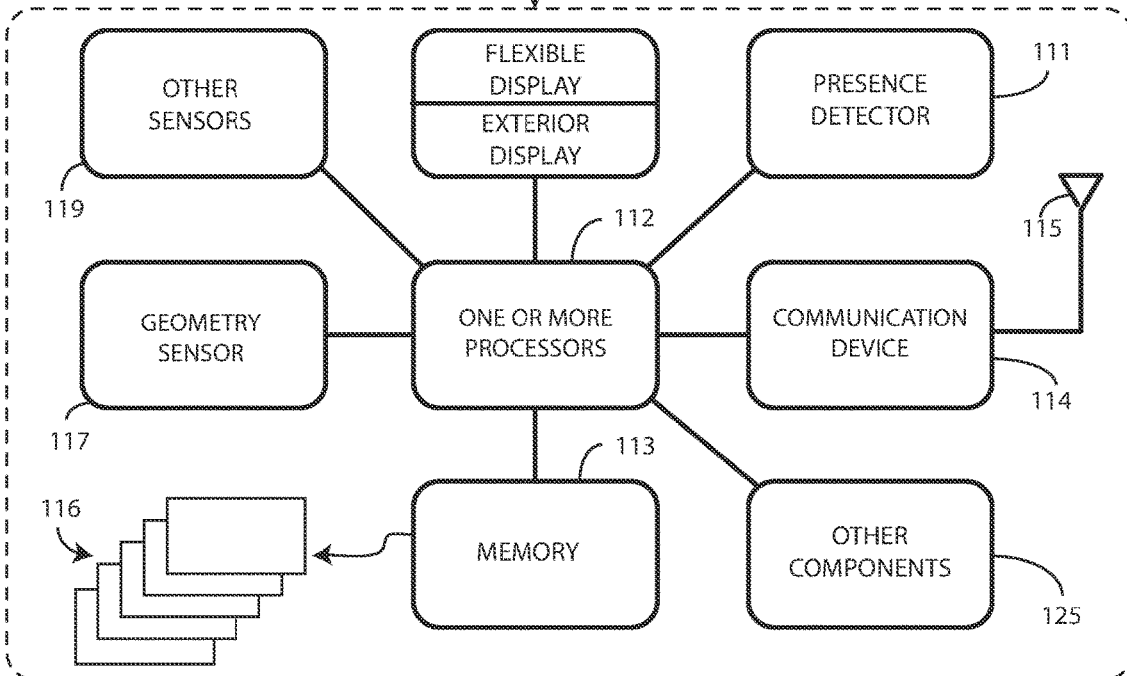 OTHER
SENSORS
119
FLEXIBLE
DISPLAY
EXTERIOR
DISPLAY
PRESENCE
DETECTOR
111
112
115
GEOMETRY
SENSOR
117
ONE OR MORE
PROCESSORS
COMMUNICATION
DEVICE
114
113
116
MEMORY
OTHER
COMPONENTS
125